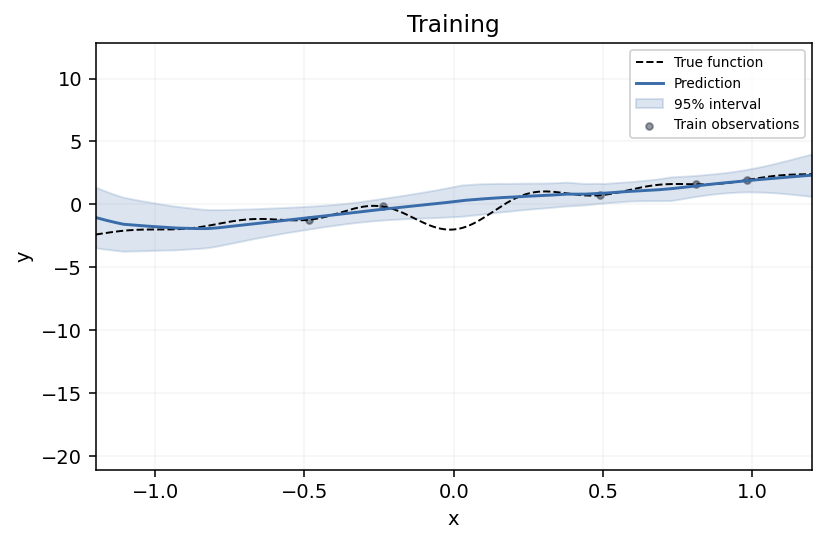 Training
10
5
0
−5
−10
−15
−20
y
−1.0
−0.5
0.0
0.5
1.0
x
True function
Prediction
95% interval
Train observations